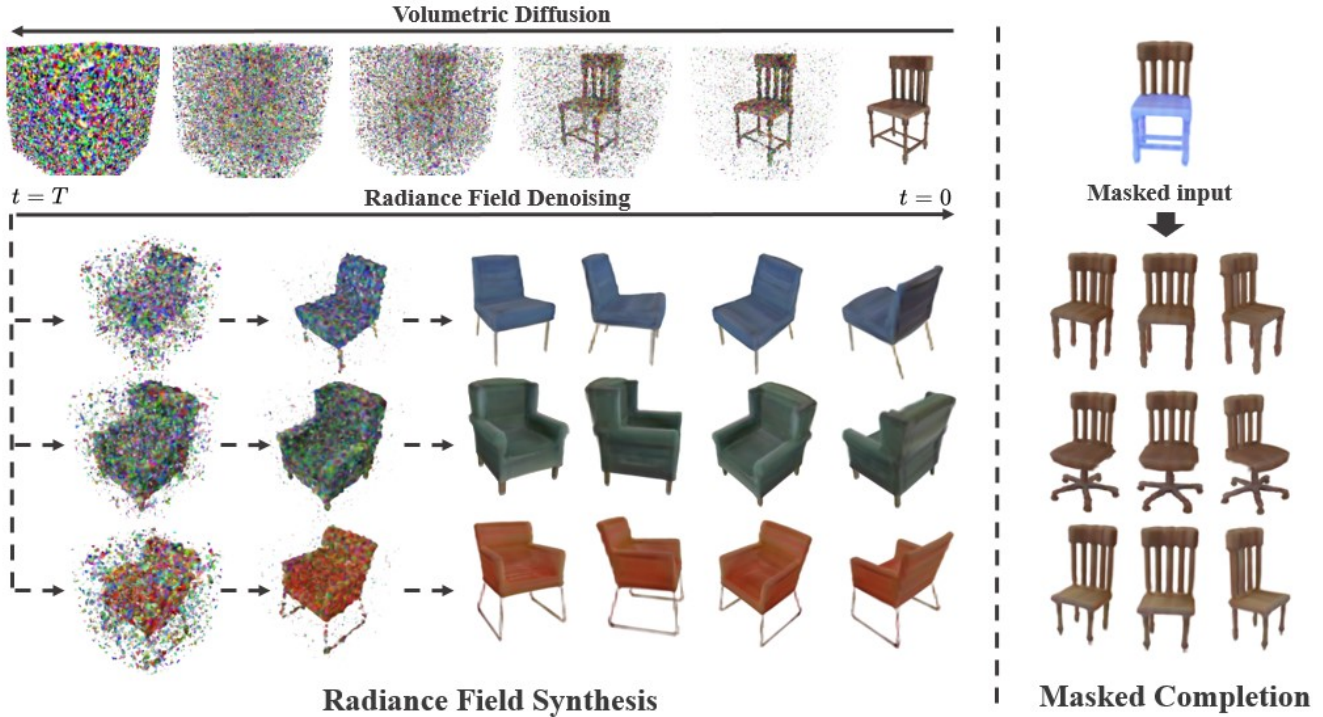 Volumetric Diffusion
t = T
Radiance Field Denoising
t = 0
Radiance Field Synthesis
Masked input
Masked Completion